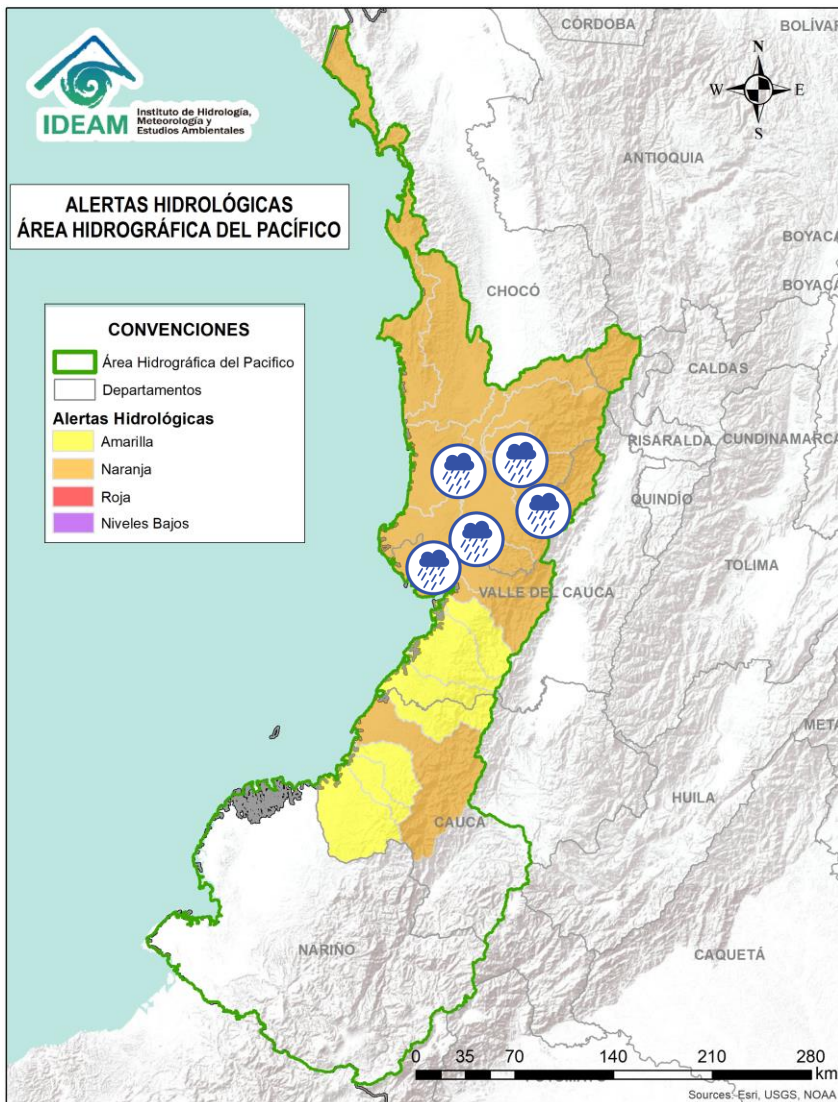 CÓRDOBA
BOLÍVAR
IDEAM
Instituto de Hidrología,
Meteorología y
Estudios Ambientales
N
W
E
S
ANTIOQUIA
ALERTAS HIDROLÓGICAS
ÁREA HIDROGRÁFICA DEL PACÍFICO
BOYACÁ
BOYACÁ
CHOCÓ
CONVENCIONES
Área Hidrográfica del Pacifico
Departamentos
Alertas Hidrológicas
Amarilla
Naranja
Roja
Niveles Bajos
CALDAS
RISARALDA
CUNDINAMARCA
QUINDÍO
TOLIMA
VALLE DEL CAUCA
META
HUILA
CAUCA
NARIÑO
CAQUETÁ
0 35 70 140 210 280
km
Sources: Esri, USGS, NOAA